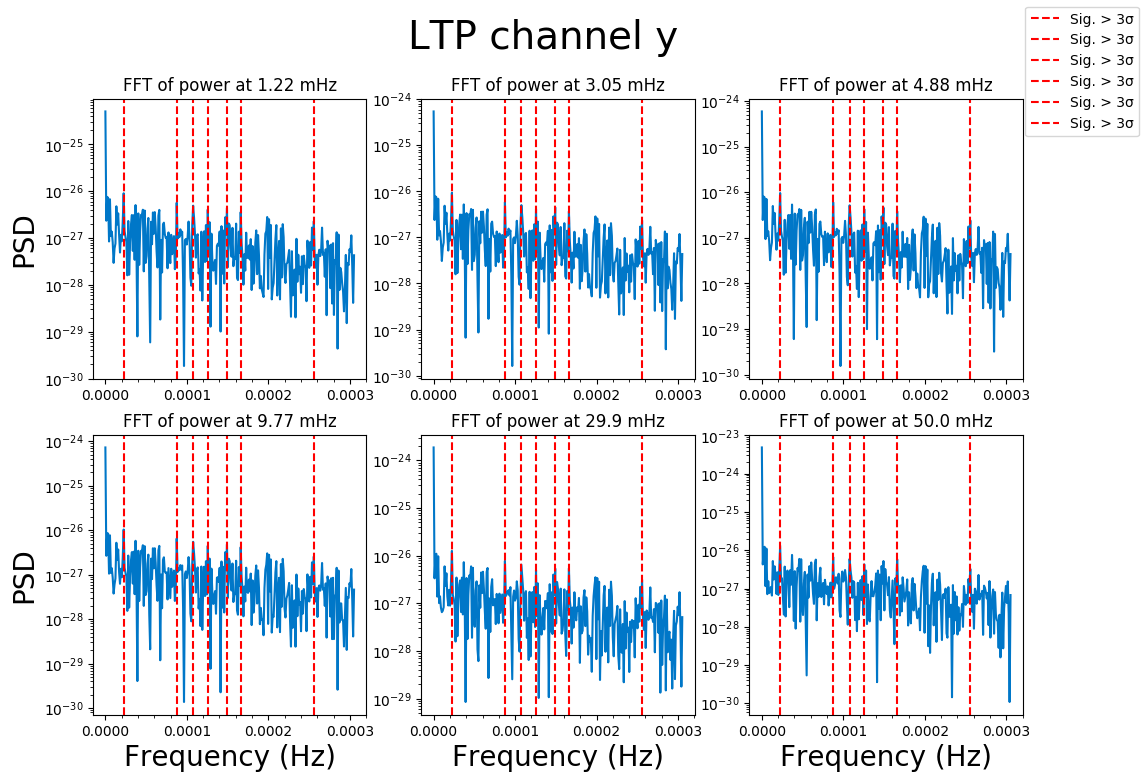 LTP channel y
Sig. > 3σ
Sig. > 3σ
Sig. > 3σ
Sig. > 3σ
Sig. > 3σ
Sig. > 3σ
FFT of power at 1.22 mHz
FFT of power at 3.05 mHz
FFT of power at 4.88 mHz
PSD
10⁻²⁵
10⁻²⁶
10⁻²⁷
10⁻²⁸
10⁻²⁹
10⁻³⁰
0.0000 0.0001 0.0002 0.0003
10⁻²⁴
10⁻²⁵
10⁻²⁶
10⁻²⁷
10⁻²⁸
10⁻²⁹
10⁻³⁰
0.0000 0.0001 0.0002 0.0003
10⁻²⁴
10⁻²⁵
10⁻²⁶
10⁻²⁷
10⁻²⁸
10⁻²⁹
10⁻³⁰
0.0000 0.0001 0.0002 0.0003
FFT of power at 9.77 mHz
FFT of power at 29.9 mHz
FFT of power at 50.0 mHz
PSD
10⁻²⁴
10⁻²⁵
10⁻²⁶
10⁻²⁷
10⁻²⁸
10⁻²⁹
10⁻³⁰
0.0000 0.0001 0.0002 0.0003
Frequency (Hz)
10⁻²⁴
10⁻²⁵
10⁻²⁶
10⁻²⁷
10⁻²⁸
10⁻²⁹
0.0000 0.0001 0.0002 0.0003
Frequency (Hz)
10⁻²³
10⁻²⁴
10⁻²⁵
10⁻²⁶
10⁻²⁷
10⁻²⁸
10⁻²⁹
10⁻³⁰
0.0000 0.0001 0.0002 0.0003
Frequency (Hz)